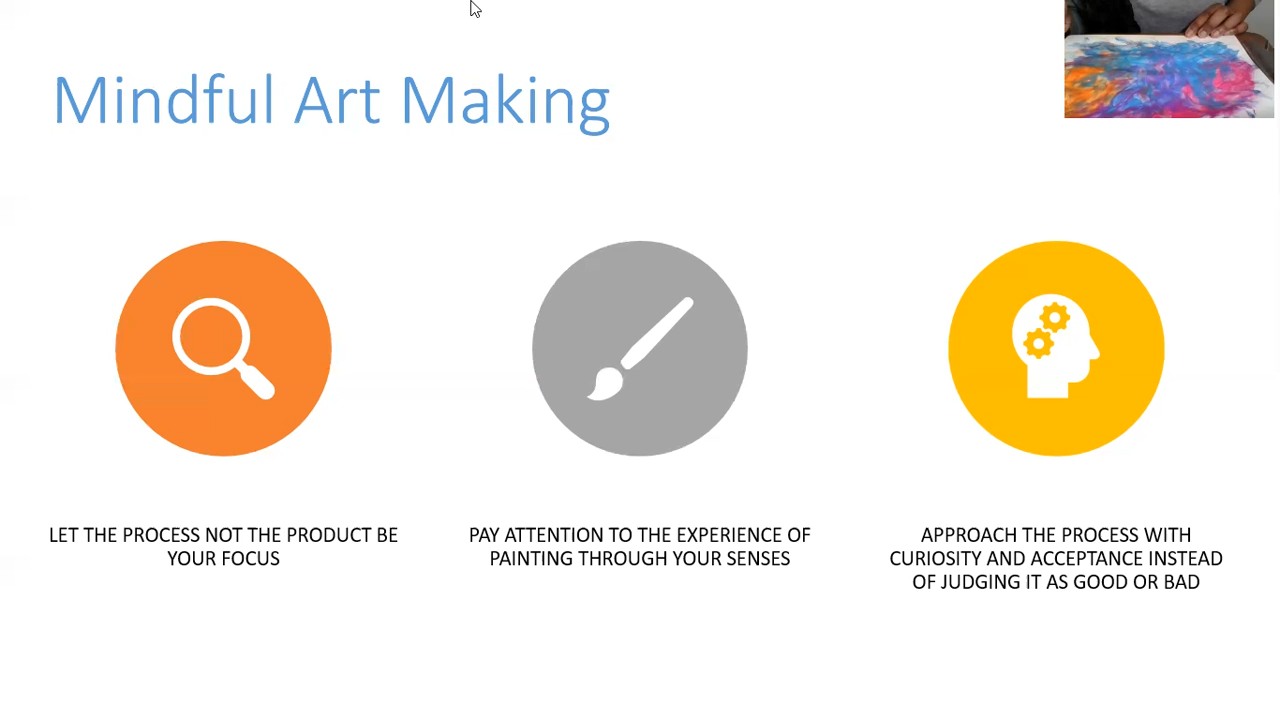 Mindful Art Making
LET THE PROCESS NOT THE PRODUCT BE
YOUR FOCUS
PAY ATTENTION TO THE EXPERIENCE OF
PAINTING THROUGH YOUR SENSES
APPROACH THE PROCESS WITH
CURIOSITY AND ACCEPTANCE INSTEAD
OF JUDGING IT AS GOOD OR BAD